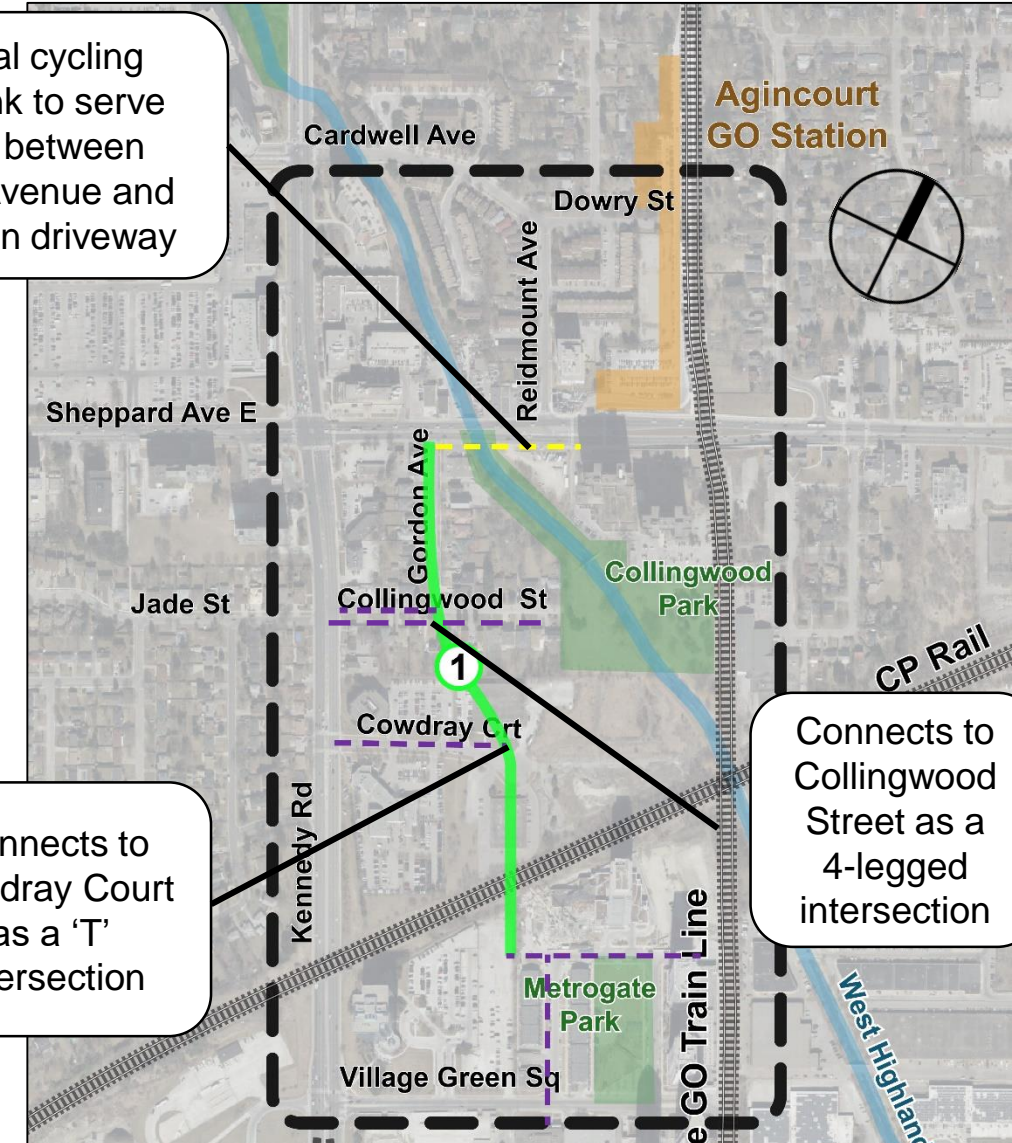 al cycling
nk to serve
between
venue and
n driveway
Cardwell Ave
Agincourt
GO Station
Dowry St
Reidmount Ave
Sheppard Ave E
Gordon Ave
Jade St
Collingwood St
Collingwood
Park
1
CP Rail
Cowdray Crt
Connects to
Collingwood
Street as a
4-legged
intersection
nnects to
dray Court
as a ‘T’
ersection
Kennedy Rd
e GO Train Line
Metrogate
Park
West Highland
Village Green Sq